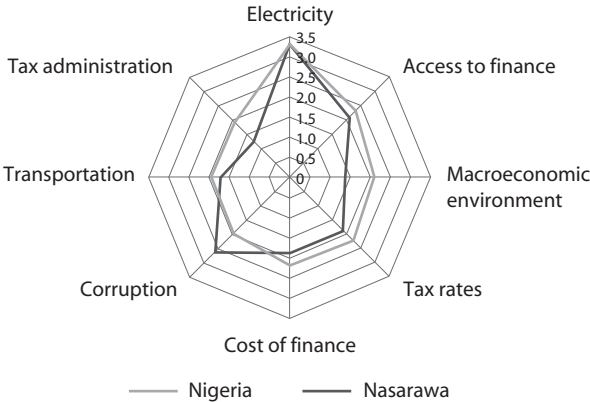 Electricity
3.5
3.0
2.5
2.0
1.5
1.0
0.5
0
Tax administration
Access to finance
Transportation
Macroeconomic
environment
Corruption
Tax rates
Cost of finance
Nigeria
Nasarawa